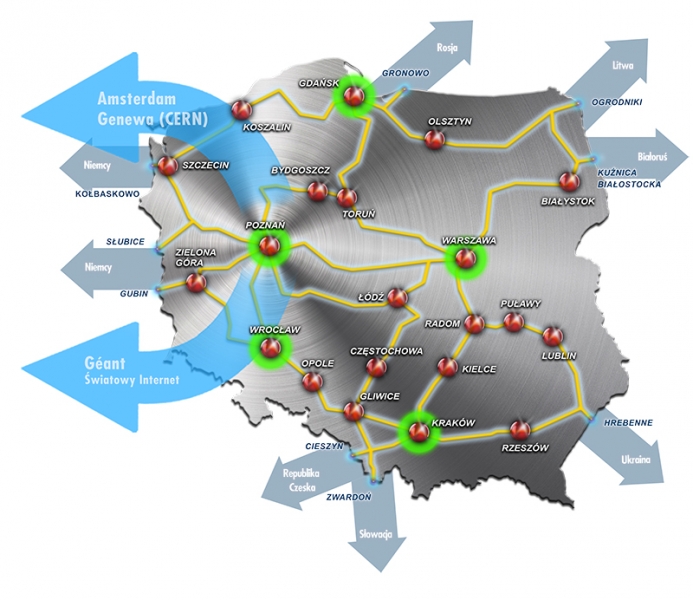 Rosja
GRONOWO
GDAŃSK
Litwa
Amsterdam
Genewa (CERN)
OGRODNIKI
KOSZALIN
OLSZTYN
Niemcy
SZCZECIN
BYDGOSZCZ
Białoruś
KUŹNICA
BIAŁOSTOCKA
KOŁBASKOWO
BIAŁYSTOK
TORUŃ
POZNAŃ
WARSZAWA
SŁUBICE
ZIELONA
GÓRA
Niemcy
GUBIN
ŁÓDŹ
PUŁAWY
RADOM
WROCŁAW
LUBLIN
Géant
Światowy Internet
OPOLE
CZĘSTOCHOWA
KIELCE
GLIWICE
KRAKÓW
HREBENNE
CIESZYN
RZESZÓW
Ukraina
Republika
Czeska
ZWARDOŃ
Słowacja